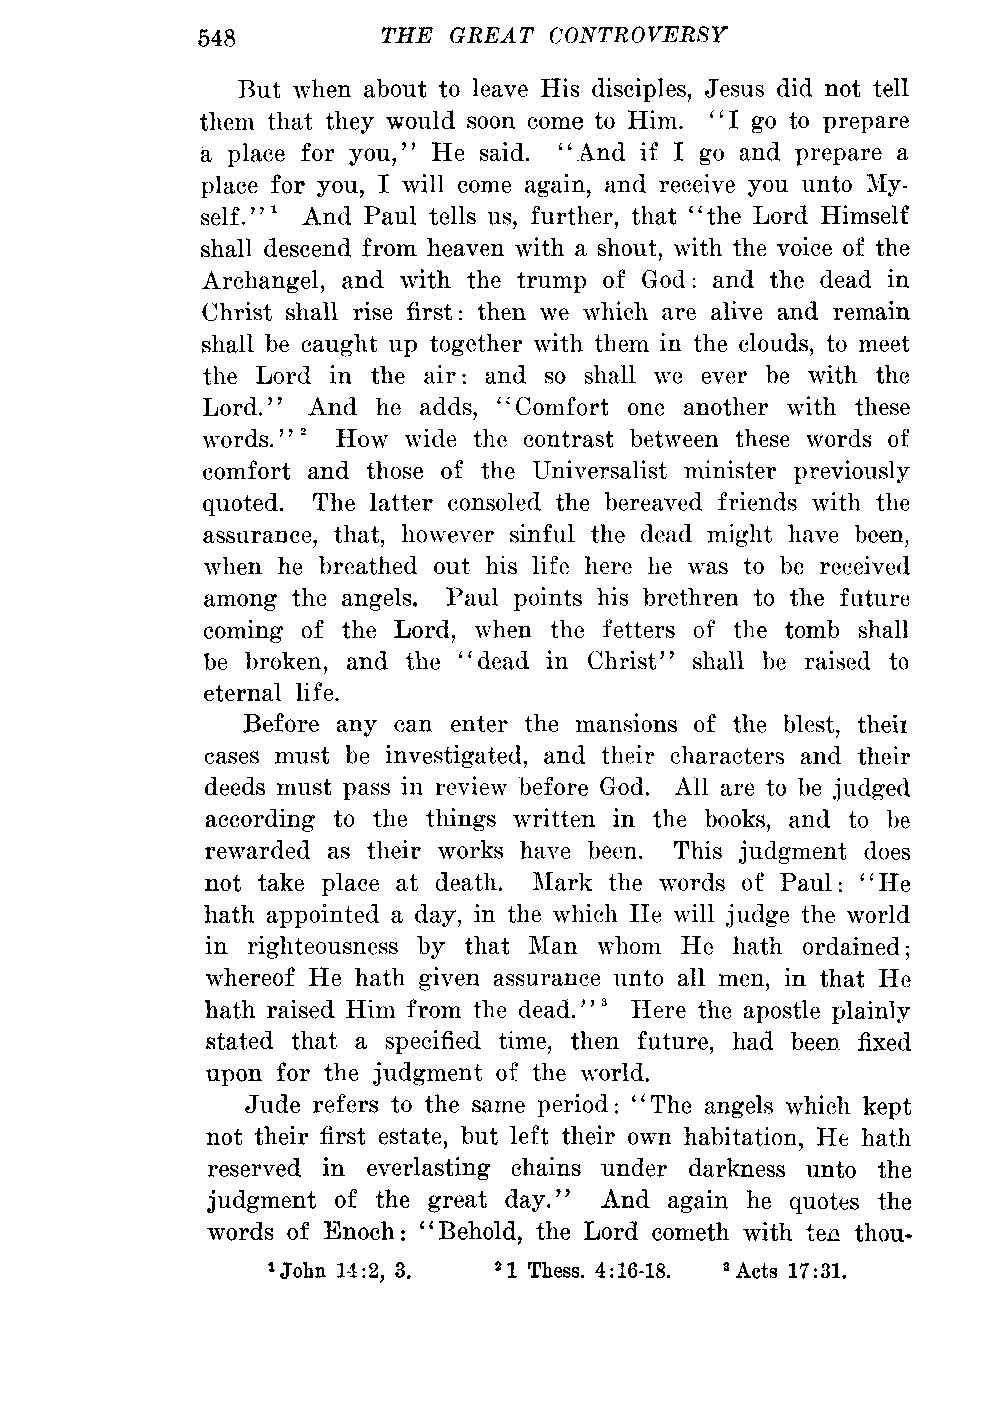 548 THE GREAT CONTROVERSY
But when about to leave His disciples, Jesus did not tell
them that they would soon come to Him. "I go to prepare
a place for you," He said. "And if I go and prepare a
place for you, I will come again, and receive you unto My-
self."¹ And Paul tells us, further, that "the Lord Himself
shall descend from heaven with a shout, with the voice of the
Archangel, and with the trump of God: and the dead in
Christ shall rise first: then we which are alive and remain
shall be caught up together with them in the clouds, to meet
the Lord in the air: and so shall we ever be with the
Lord." And he adds, "Comfort one another with these
words."² How wide the contrast between these words of
comfort and those of the Universalist minister previously
quoted. The latter consoled the bereaved friends with the
assurance, that, however sinful the dead might have been,
when he breathed out his life here he was to be received
among the angels. Paul points his brethren to the future
coming of the Lord, when the fetters of the tomb shall
be broken, and the "dead in Christ" shall be raised to
eternal life.
Before any can enter the mansions of the blest, their
cases must be investigated, and their characters and their
deeds must pass in review before God. All are to be judged
according to the things written in the books, and to be
rewarded as their works have been. This judgment does
not take place at death. Mark the words of Paul: "He
hath appointed a day, in the which He will judge the world
in righteousness by that Man whom He hath ordained;
whereof He hath given assurance unto all men, in that He
hath raised Him from the dead."³ Here the apostle plainly
stated that a specified time, then future, had been fixed
upon for the judgment of the world.
Jude refers to the same period: "The angels which kept
not their first estate, but left their own habitation, He hath
reserved in everlasting chains under darkness unto the
judgment of the great day." And again he quotes the
words of Enoch: "Behold, the Lord cometh with ten thou-
¹ John 14:2, 3. ² 1 Thess. 4:16-18. ³ Acts 17:31.